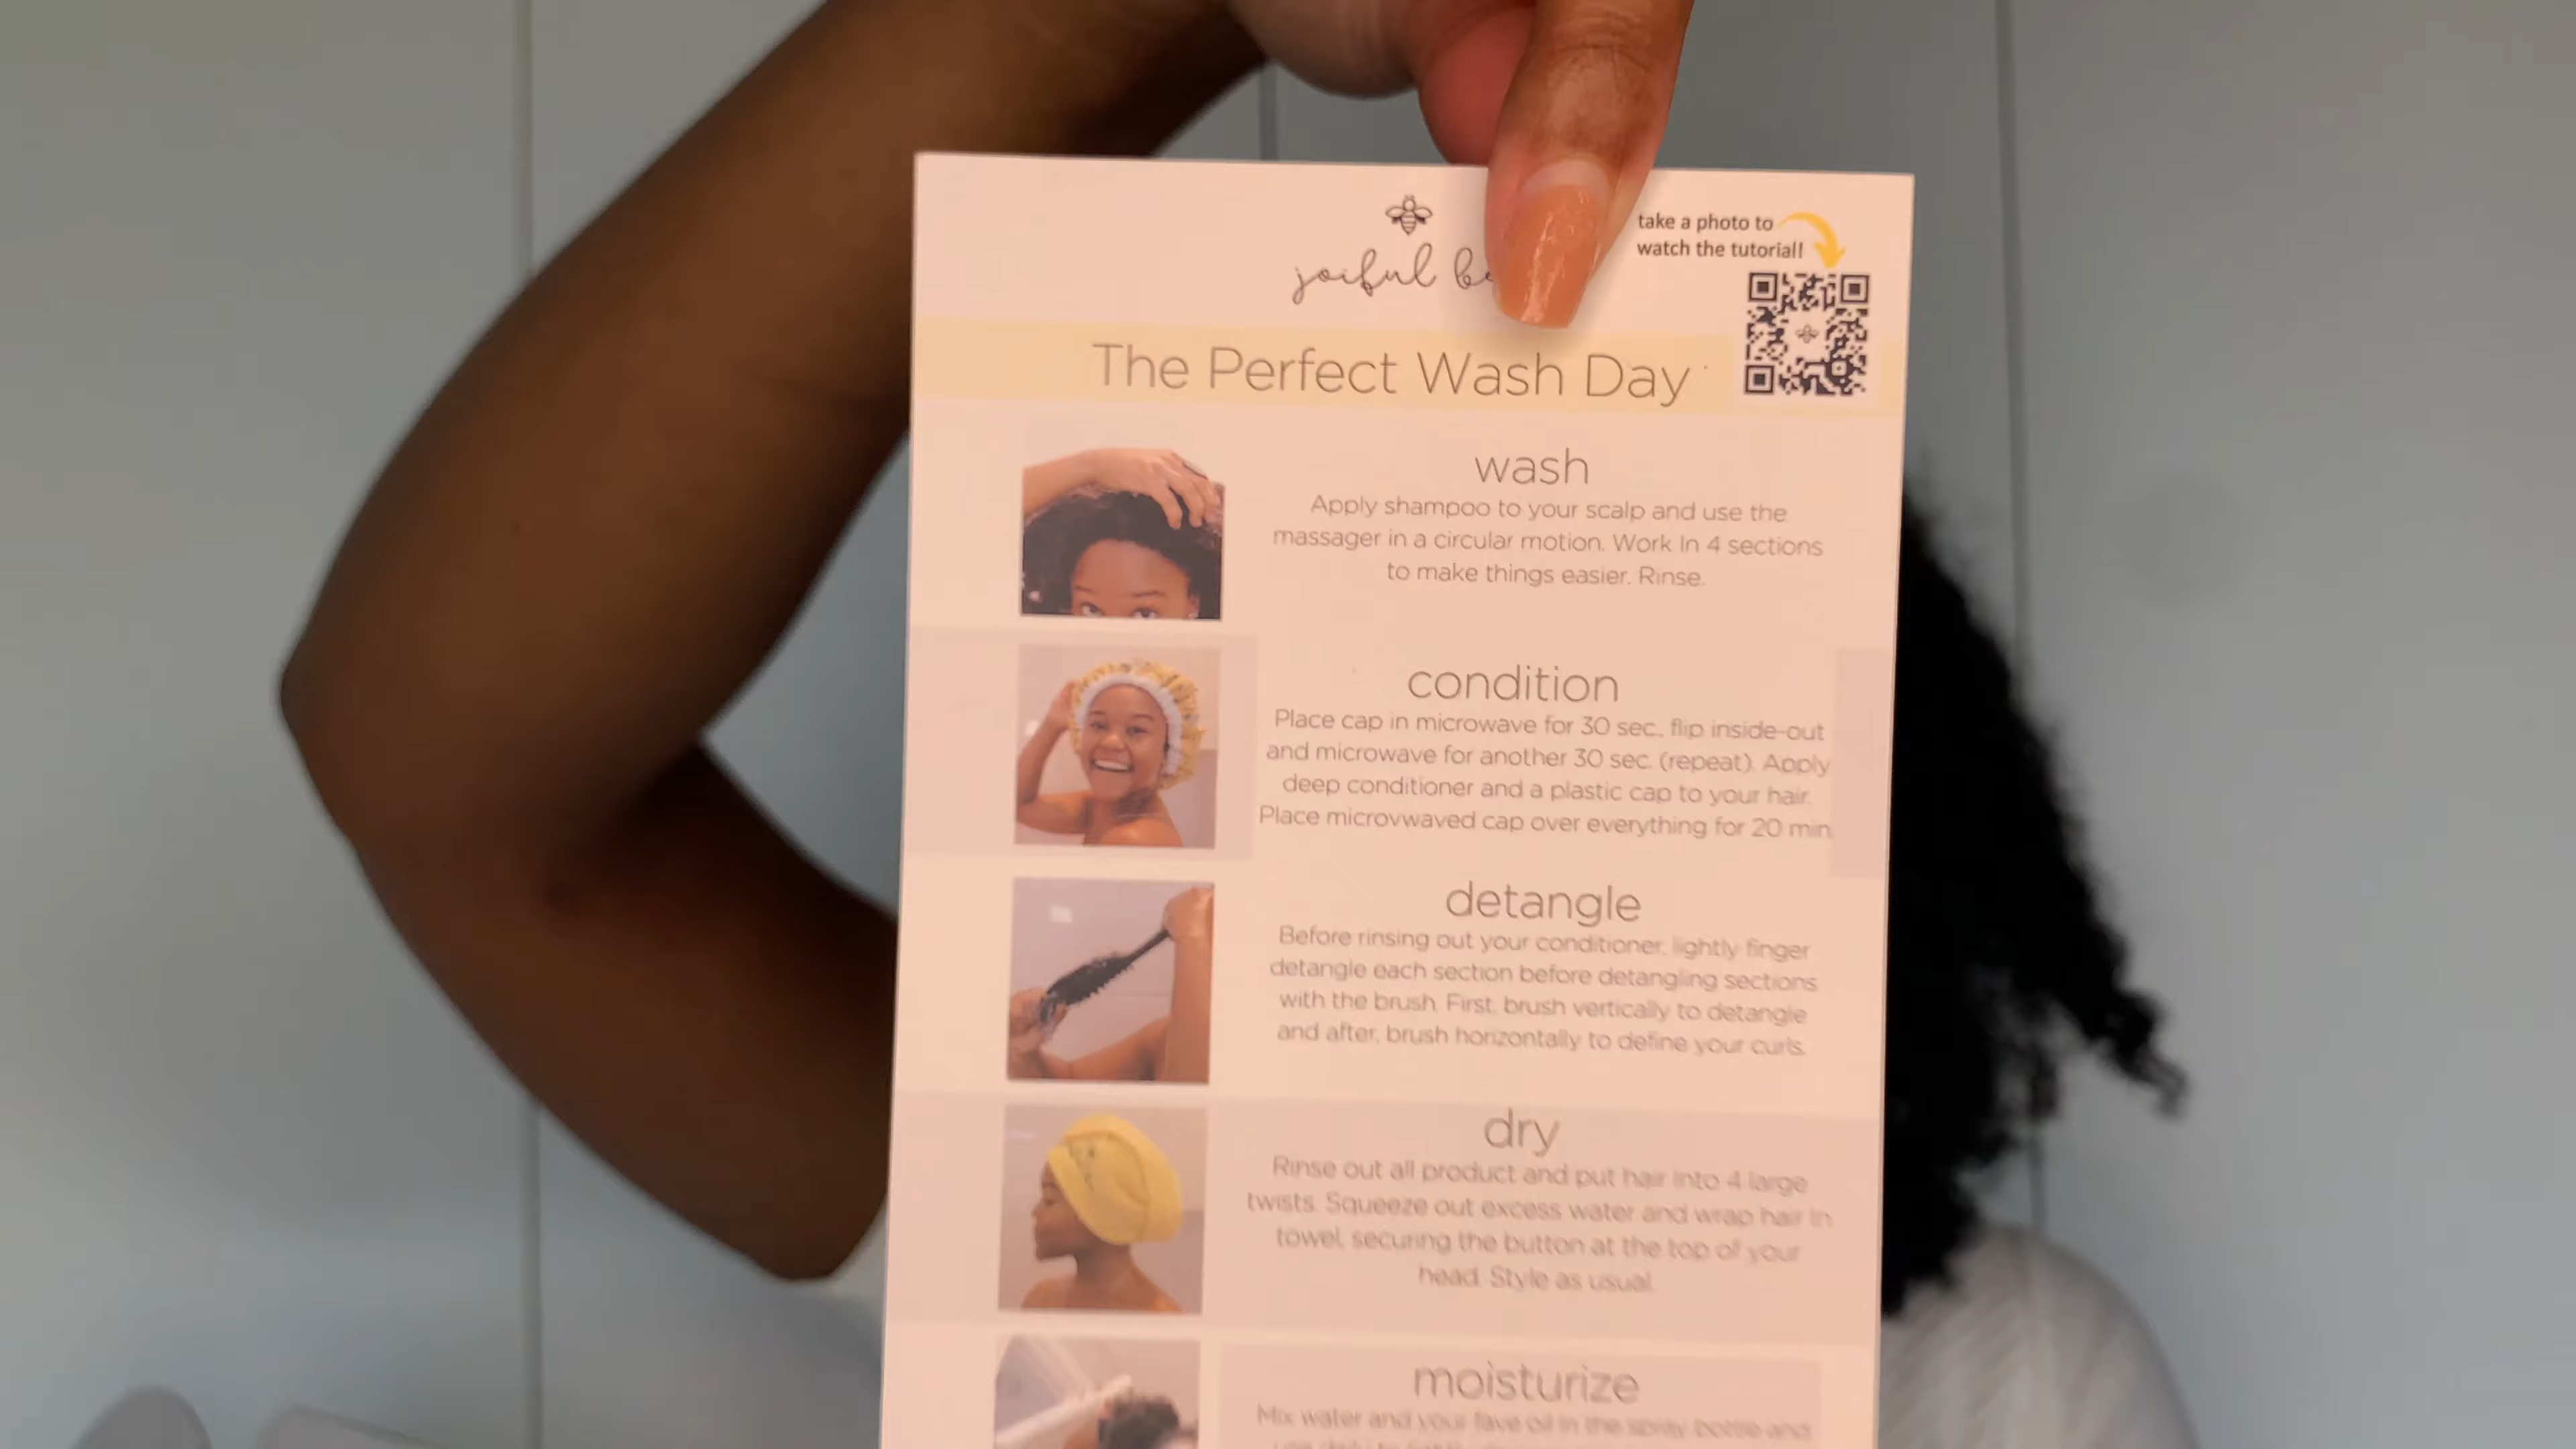 joiful be
take a photo to
watch the tutorial!
The Perfect Wash Day
wash
Apply shampoo to your scalp and use the
massager in a circular motion. Work In 4 sections
to make things easier. Rinse.
condition
Place cap in microwave for 30 sec., flip inside-out
and microwave for another 30 sec. (repeat). Apply
deep conditioner and a plastic cap to your hair.
Place microvwaved cap over everything for 20 min.
detangle
Before rinsing out your conditioner, lightly finger
detangle each section before detangling sections
with the brush. First, brush vertically to detangle
and after, brush horizontally to define your curls.
dry
Rinse out all product and put hair into 4 large
twists. Squeeze out excess water and wrap hair in
towel, securing the button at the top of your
head. Style as usual.
moisturize
Mix water and your fave oil in the spray bottle and